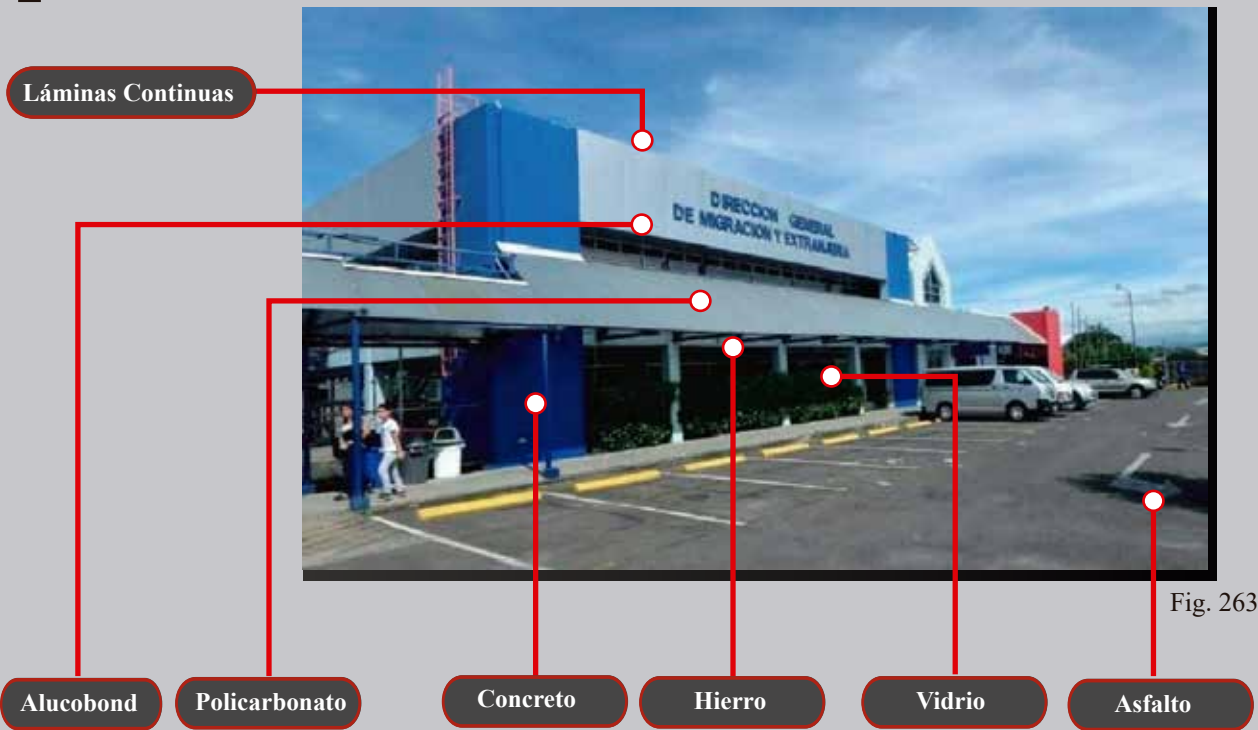 Láminas Continuas
DIRECCION GENERAL
DE MIGRACION Y EXTRANJERIA
Fig. 263
Alucobond
Policarbonato
Concreto
Hierro
Vidrio
Asfalto